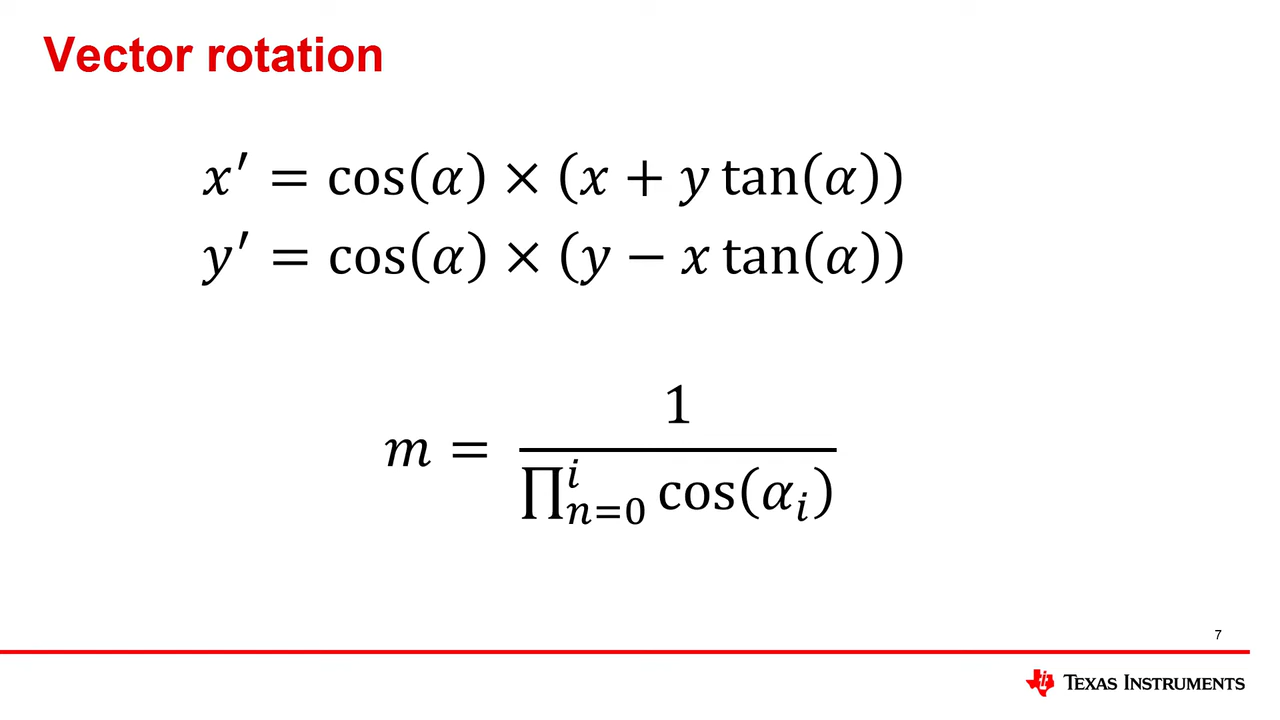 Vector rotation
x′ = cos(α) × (x + y tan(α))
y′ = cos(α) × (y − x tan(α))
m = 1 / ∏ⁱₙ₌₀ cos(αᵢ)
7
TEXAS INSTRUMENTS